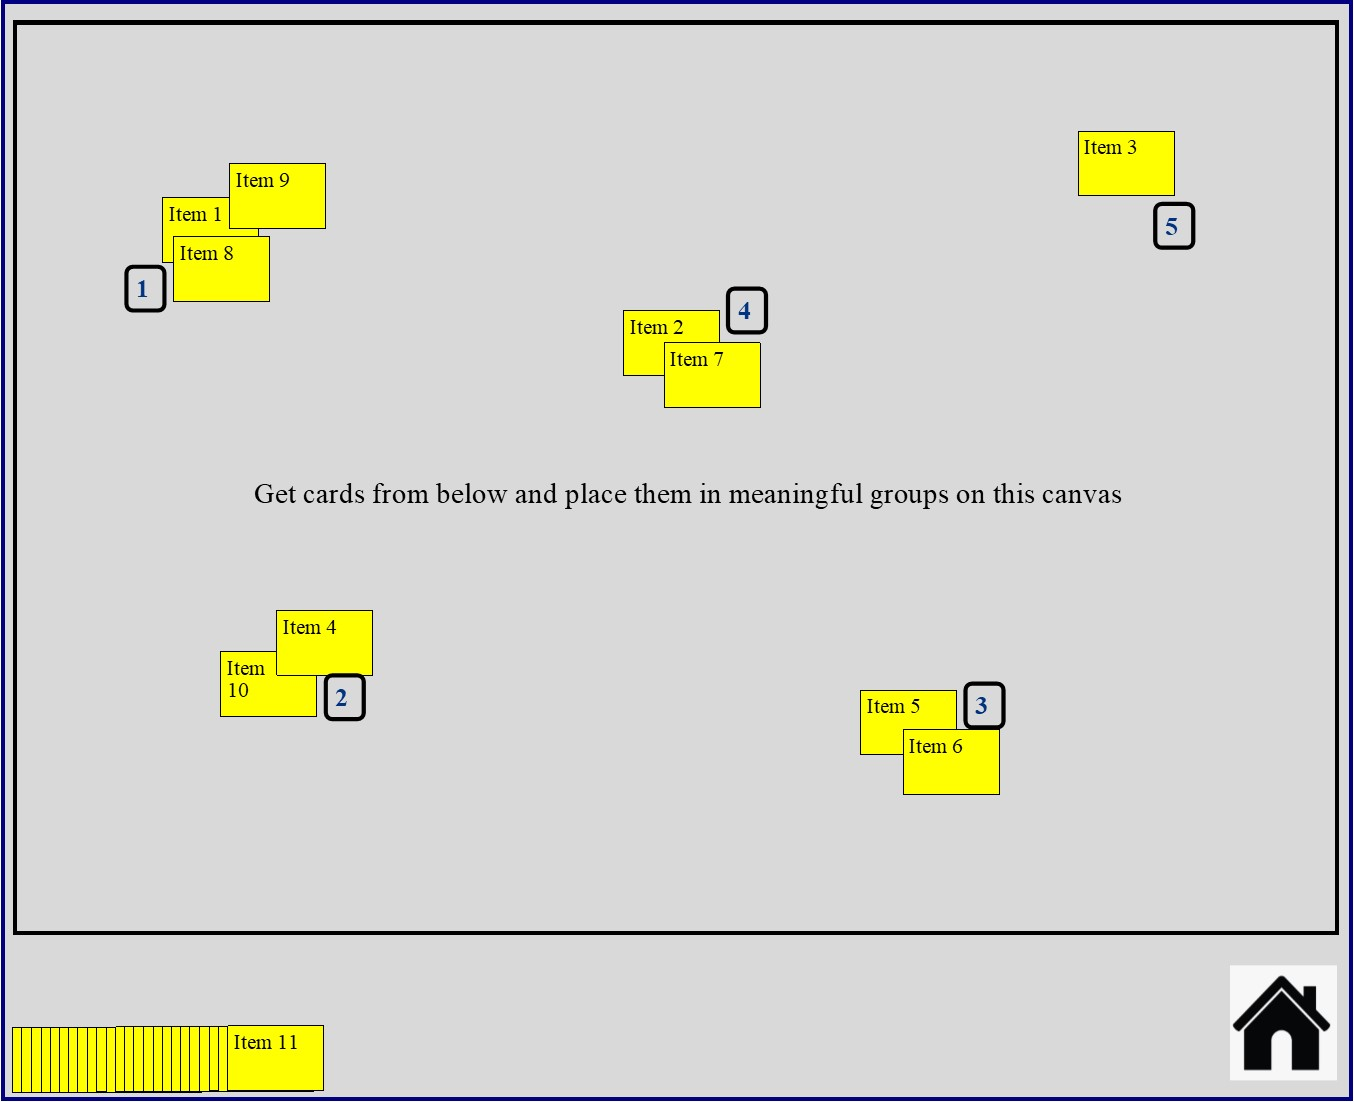 Item 3
Item 9
Item 1
5
Item 8
1
4
Item 2
Item 7
Get cards from below and place them in meaningful groups on this canvas
Item 4
Item
10
2
Item 5
3
Item 6
Item 11